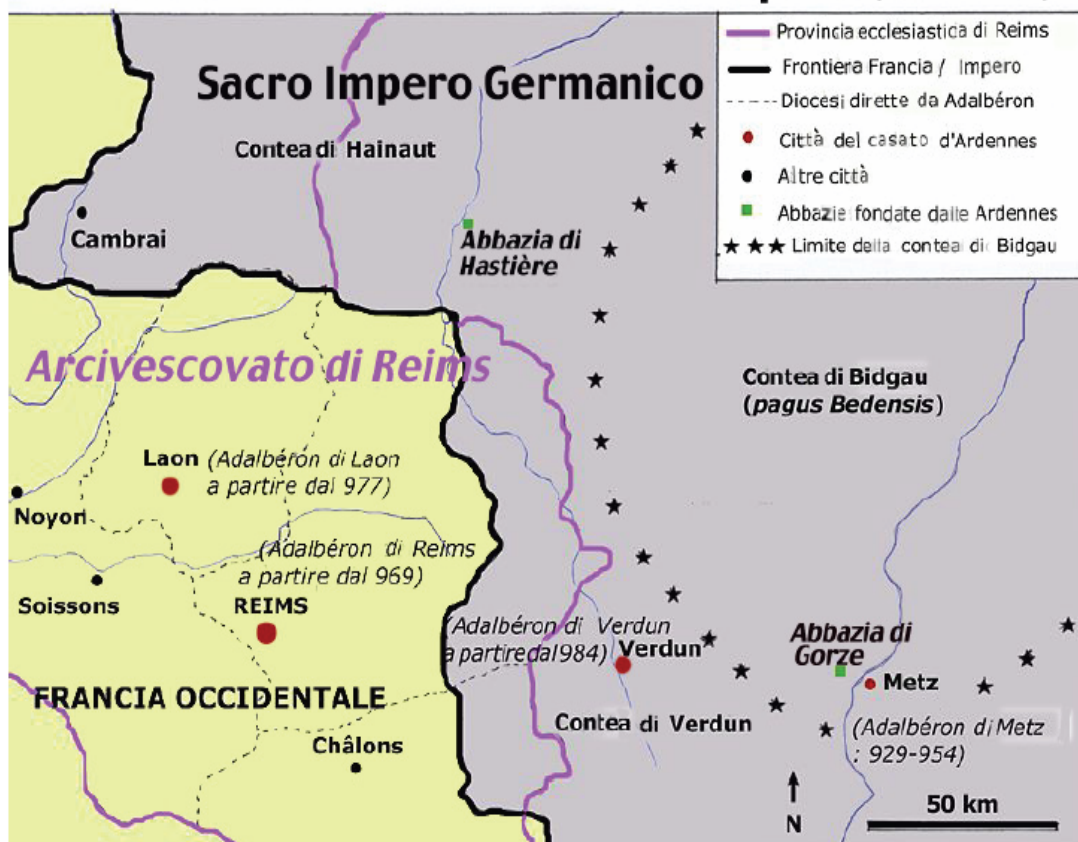 Provincia ecclesiastica di Reims
Frontiera Francia / Impero
Diocesi dirette da Adalbéron
Città del casato d'Ardennes
Altre città
Abbazie fondate dalle Ardennes
Limite della contea di Bidgau
Sacro Impero Germanico
Contea di Hainaut
Cambrai
Abbazia di
Hastière
Arcivescovato di Reims
Contea di Bidgau
(pagus Bedensis)
Laon (Adalbéron di Laon
a partire dal 977)
Noyon
(Adalbéron di Reims
a partire dal 969)
Soissons
REIMS
(Adalbéron di Verdun
a partire dal 984)
Verdun
Abbazia di
Gorze
Metz
FRANCIA OCCIDENTALE
Contea di Verdun
(Adalbéron di Metz
: 929-954)
Châlons
50 km
N